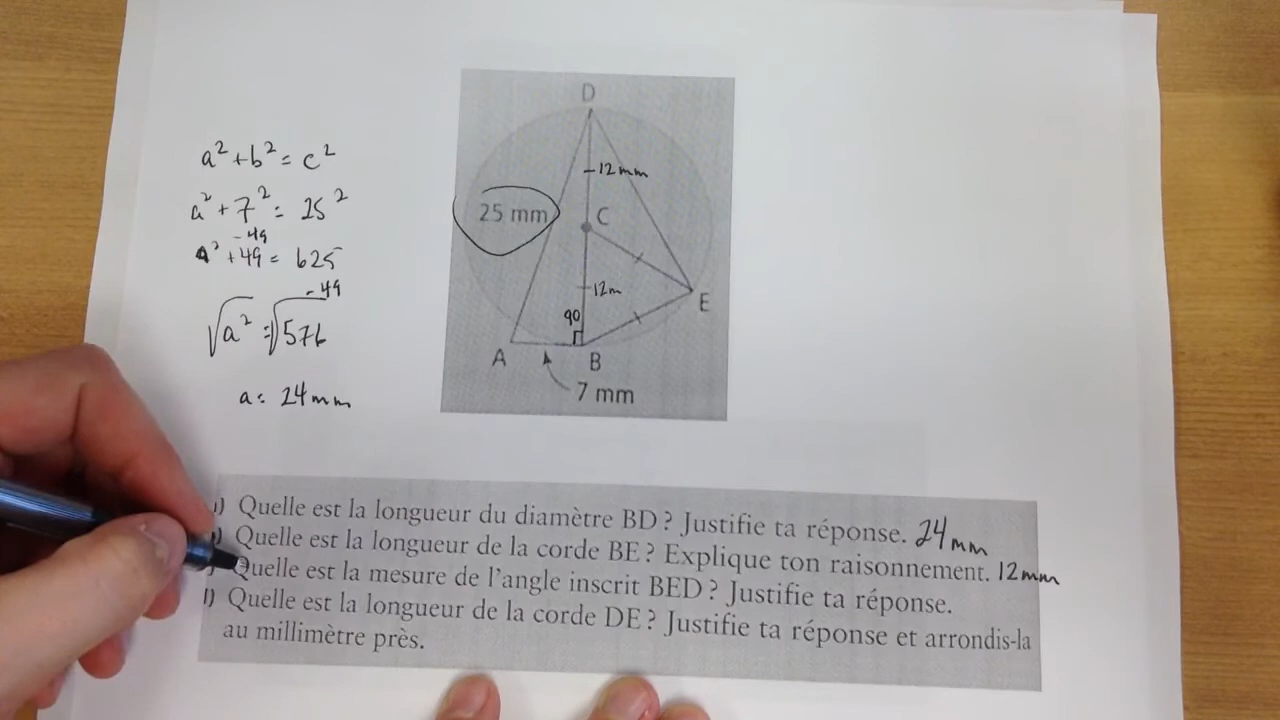 a² + b² = c²
a² + 7² = 25²
-49
a² + 49 = 625
-49
√a² = √576
a = 24 mm
D
12 mm
25 mm
C
12 m
E
90
A
B
7 mm
Quelle est la longueur du diamètre BD ? Justifie ta réponse. 24 mm
Quelle est la longueur de la corde BE ? Explique ton raisonnement. 12 mm
Quelle est la mesure de l'angle inscrit BED ? Justifie ta réponse.
Quelle est la longueur de la corde DE ? Justifie ta réponse et arrondis-la
au millimètre près.